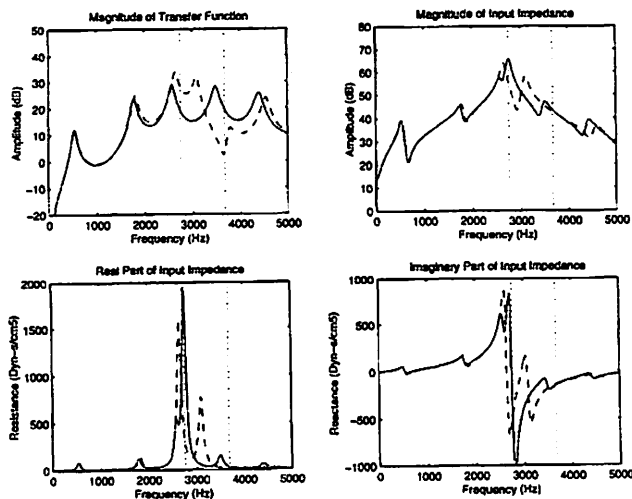 Magnitude of Transfer Function
Amplitude (dB)
50
40
30
20
10
0
−10
−20
0 1000 2000 3000 4000 5000
Frequency (Hz)
Magnitude of Input Impedance
Amplitude (dB)
80
70
60
50
40
30
20
10
0
0 1000 2000 3000 4000 5000
Frequency (Hz)
Real Part of Input Impedance
Resistance (Dyn−s/cm5)
2000
1500
1000
500
0
0 1000 2000 3000 4000 5000
Frequency (Hz)
Imaginary Part of Input Impedance
Reactance (Dyn−s/cm5)
500
0
−500
−1000
0 1000 2000 3000 4000 5000
Frequency (Hz)